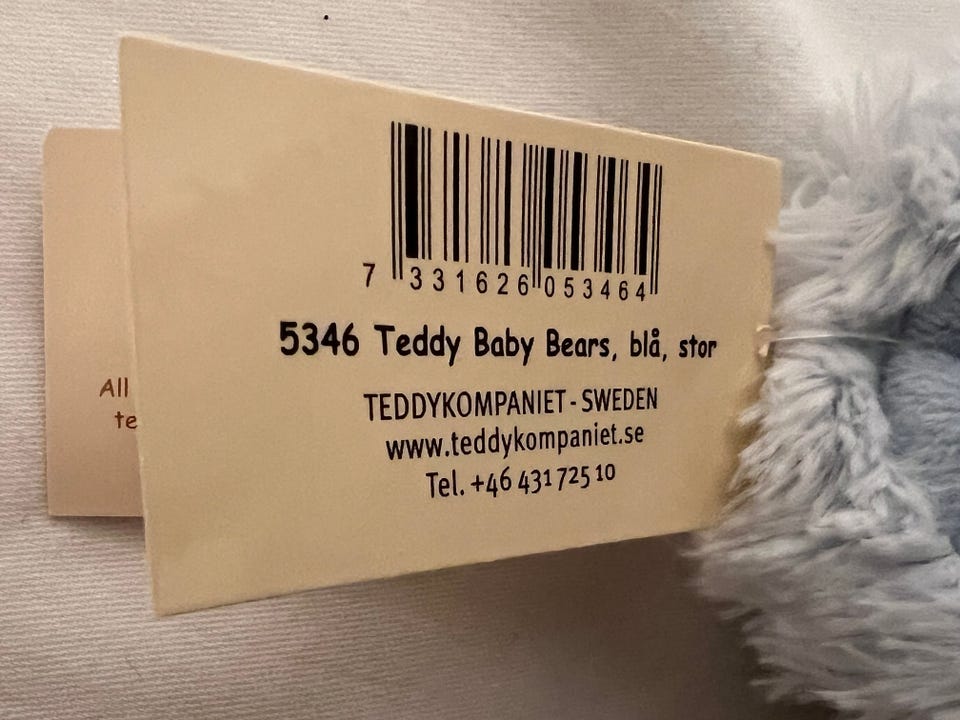 7 331626 053464
5346 Teddy Baby Bears, blå, stor
TEDDYKOMPANIET - SWEDEN
www.teddykompaniet.se
Tel. +46 431 725 10
All
te